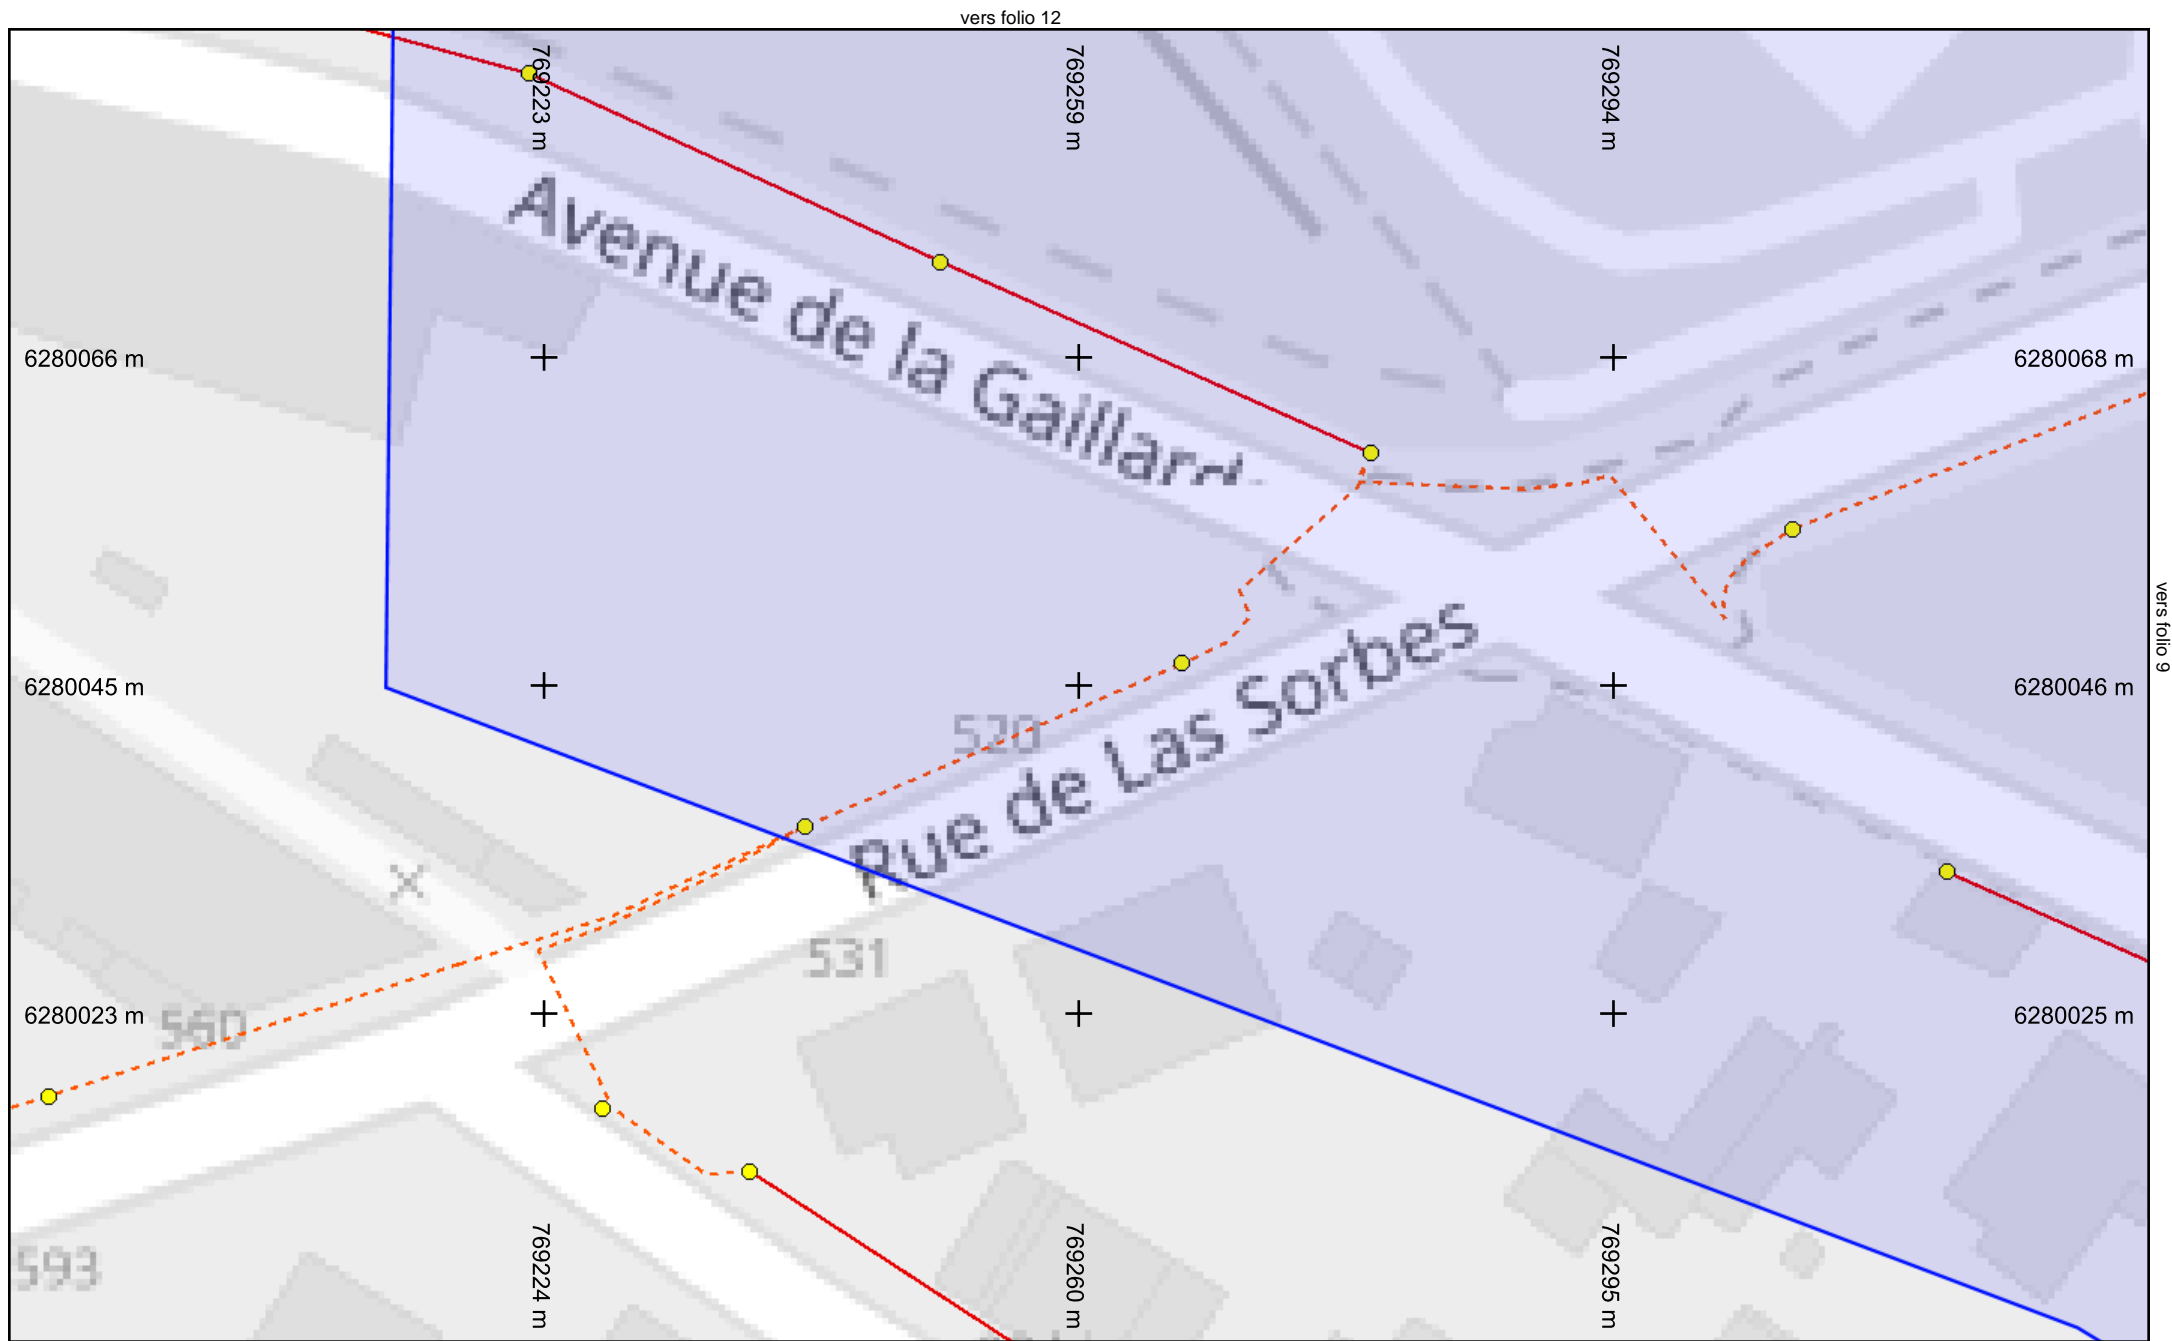 vers folio 12
769223 m
769259 m
769294 m
Avenue de la Gaillard
6280066 m
6280068 m
vers folio 9
Rue de Las Sorbes
6280045 m
6280046 m
520
531
560
6280023 m
6280025 m
593
769224 m
769260 m
769295 m